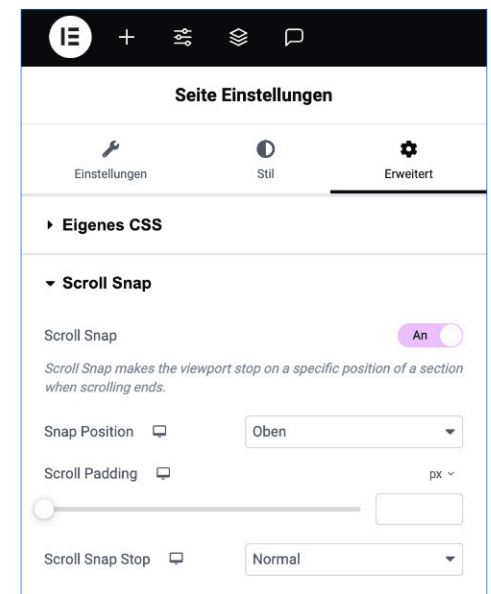 Seite Einstellungen
Einstellungen Stil Erweitert
Eigenes CSS
Scroll Snap
Scroll Snap An
Scroll Snap makes the viewport stop on a specific position of a section
when scrolling ends.
Snap Position Oben
Scroll Padding px
Scroll Snap Stop Normal